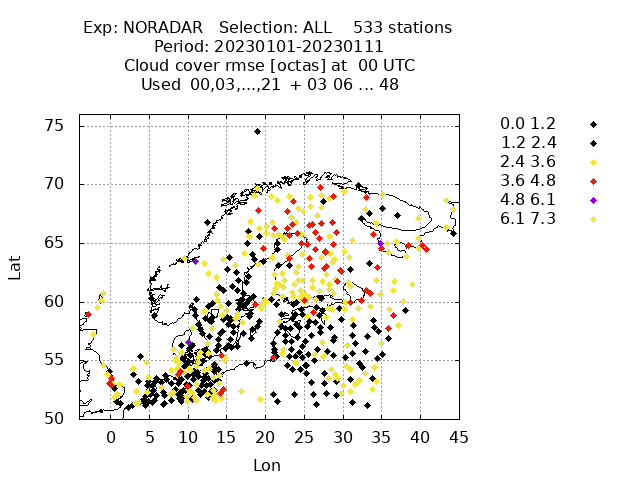 Exp: NORADAR   Selection: ALL    533 stations
Period: 20230101-20230111
Cloud cover rmse [octas] at  00 UTC
Used  00,03,...,21  + 03 06 ... 48
75
70
65
60
55
50
Lat
0 5 10 15 20 25 30 35 40 45
Lon
0.0 1.2
1.2 2.4
2.4 3.6
3.6 4.8
4.8 6.1
6.1 7.3